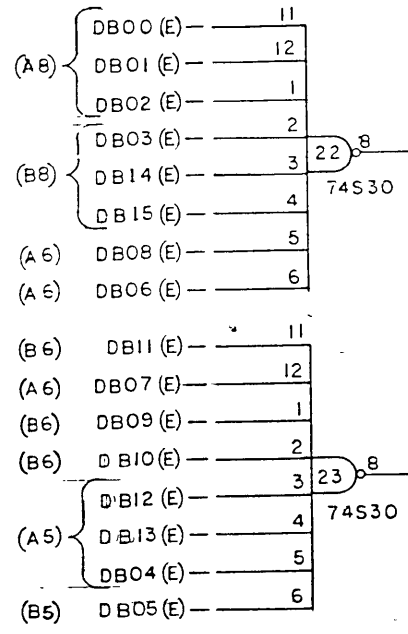 DB00 (E) — 11
(A8) DB01 (E) — 12
DB02 (E) — 1
DB03 (E) — 2
22 8
(B8) DB14 (E) — 3
74S30
DB15 (E) — 4
(A6) DB08 (E) — 5
(A6) DB06 (E) — 6
(B6) DB11 (E) — 11
(A6) DB07 (E) — 12
(B6) DB09 (E) — 1
(B6) DB10 (E) — 2
23 8
DB12 (E) — 3
74S30
(A5) DB13 (E) — 4
DB04 (E) — 5
(B5) DB05 (E) — 6